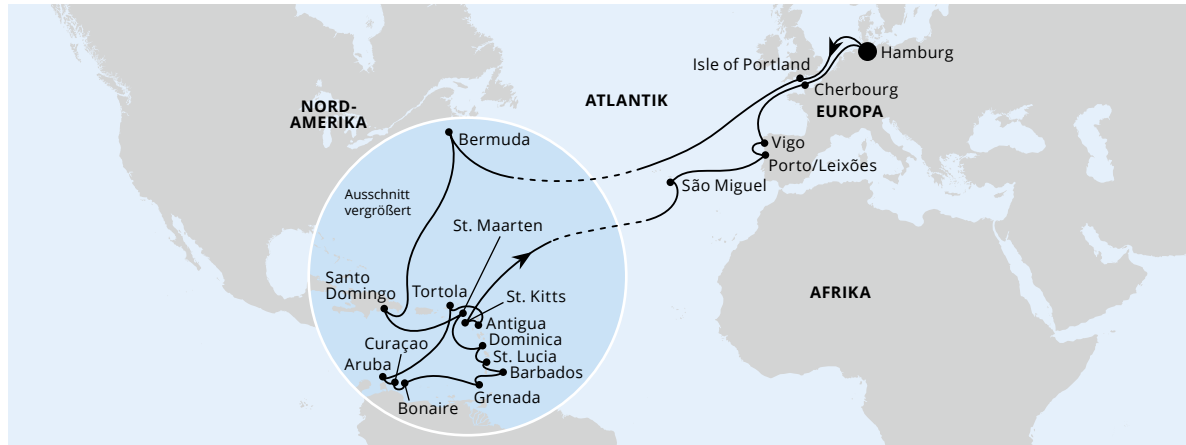 Hamburg
Isle of Portland
Cherbourg
ATLANTIK
NORD-
AMERIKA
EUROPA
Bermuda
Vigo
Porto/Leixões
São Miguel
Ausschnitt
vergrößert
St. Maarten
Santo
Domingo
Tortola
St. Kitts
AFRIKA
Antigua
Dominica
Curaçao
St. Lucia
Aruba
Barbados
Grenada
Bonaire